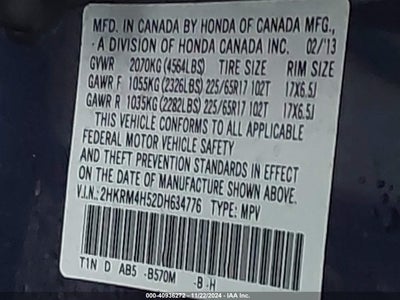 MFD. IN CANADA BY HONDA OF CANADA MFG.,
A DIVISION OF HONDA CANADA INC. 02/'13
GVWR 2070KG (4564LBS) TIRE SIZE RIM SIZE
GAWR F 1055KG (2326LBS) 225/65R17 102T 17X6.5J
GAWR R 1035KG (2282LBS) 225/65R17 102T 17X6.5J
THIS VEHICLE CONFORMS TO ALL APPLICABLE
FEDERAL MOTOR VEHICLE SAFETY
AND THEFT PREVENTION STANDARDS IN EFFECT
ON THE DATE OF MANUFACTURE SHOWN ABOVE.
V.I.N.: 2HKRM4H52DH634776 TYPE: MPV
T1N D AB5 -B570M -B-H
000-40936272 - 11/22/2024 - IAA Inc.